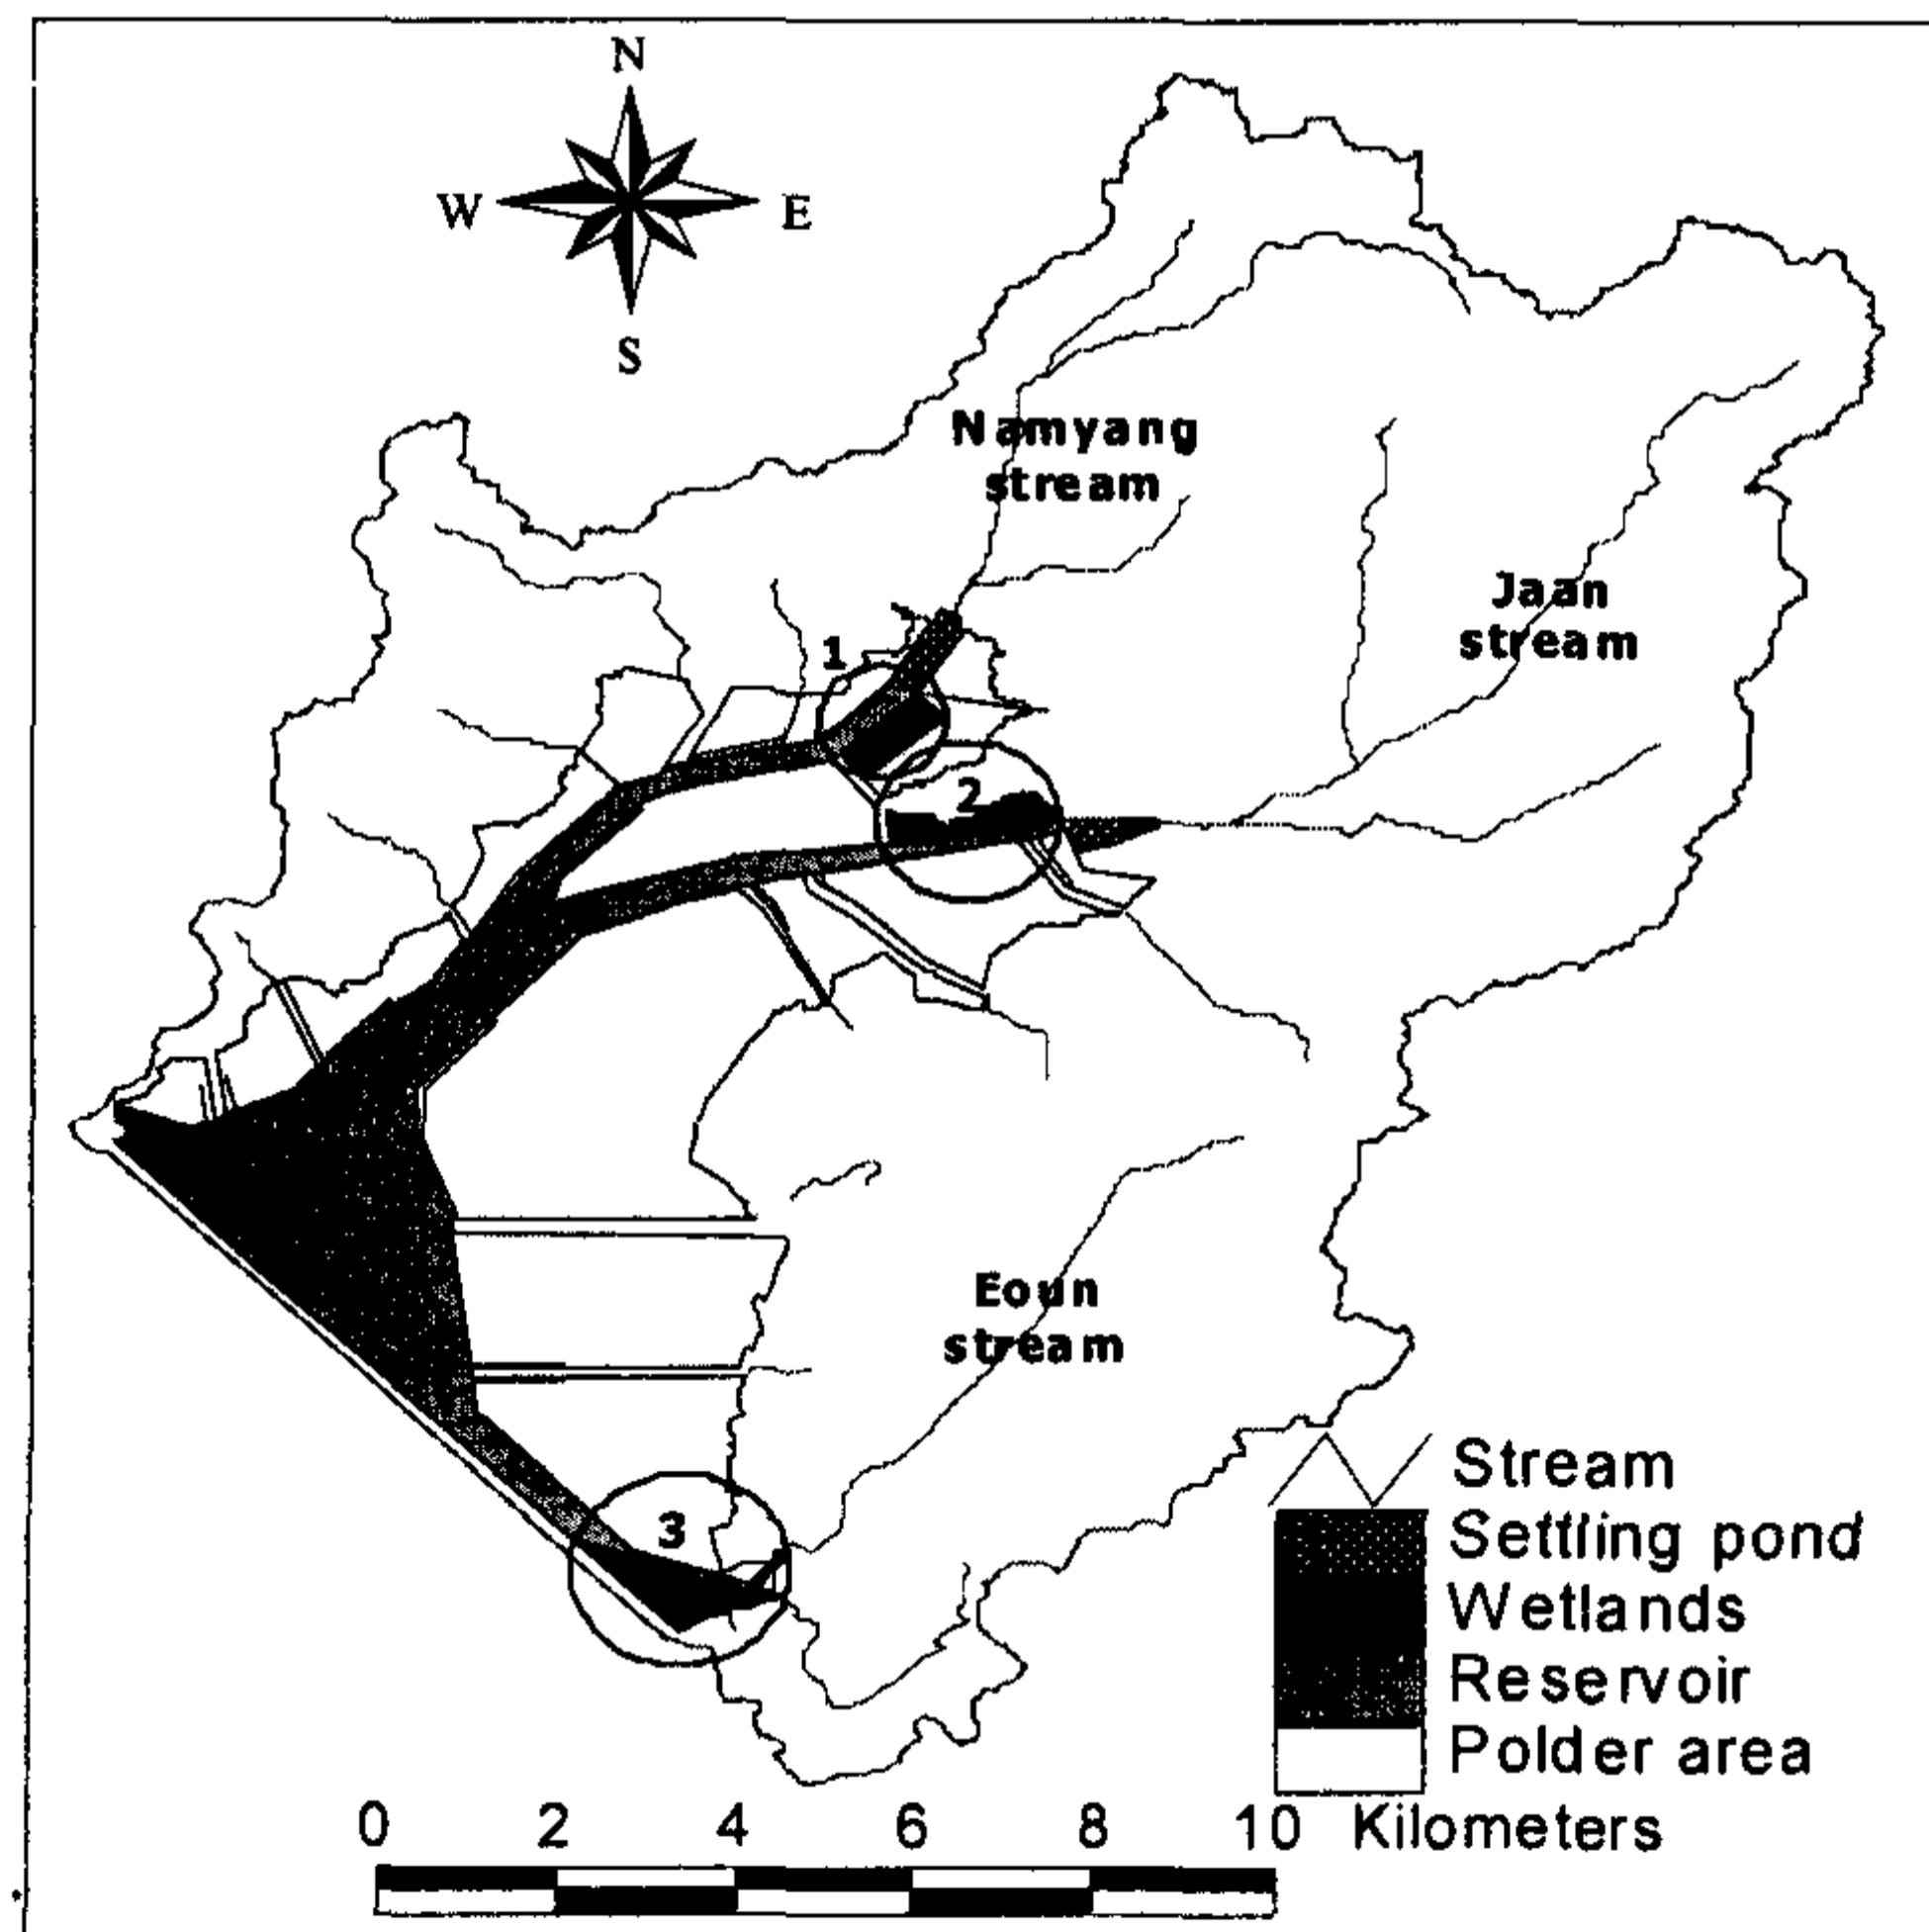 N
W E
S
Namyang
stream
Jaan
stream
1
2
Eoun
stream
3
Stream
Settling pond
Wetlands
Reservoir
Polder area
0 2 4 6 8 10 Kilometers